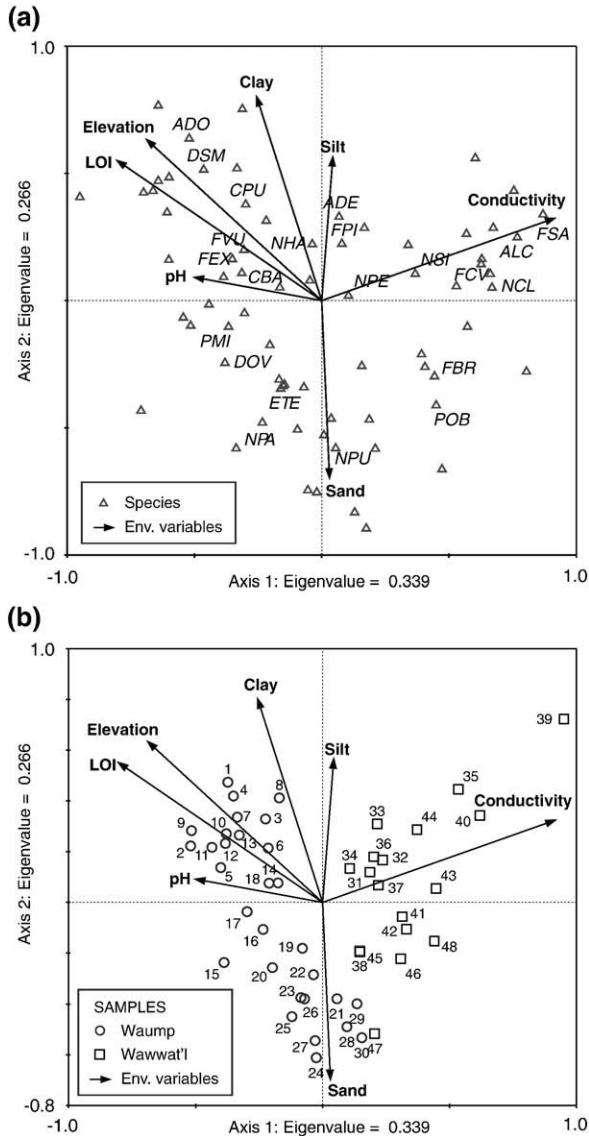 (a)
1.0
Clay
Elevation ADO
LOI DSM Silt
CPU ADE Conductivity
FVU NHA FPI FSA
FEX NSI ALC
pH CBA NPE FCV NCL
PMI
DOV FBR
ETE POB
NPA NPU
Sand
Species
Env. variables
Axis 2: Eigenvalue = 0.266
-1.0
-1.0 1.0
Axis 1: Eigenvalue = 0.339
(b)
1.0
Clay
39
Elevation
LOI 1 8 Silt 35
4 Conductivity
7 3 33 44 40
9 10 13 6 36
2 11 12 34 32
5 14 31 43
pH 18 37
17 41
16 42 48
15 20 19 22 38 45 46
23 26 21 29
25 28 47
27 30
24
Sand
SAMPLES
Waump
Wawwat'l
Env. variables
Axis 2: Eigenvalue = 0.266
-0.8
-1.0 1.0
Axis 1: Eigenvalue = 0.339